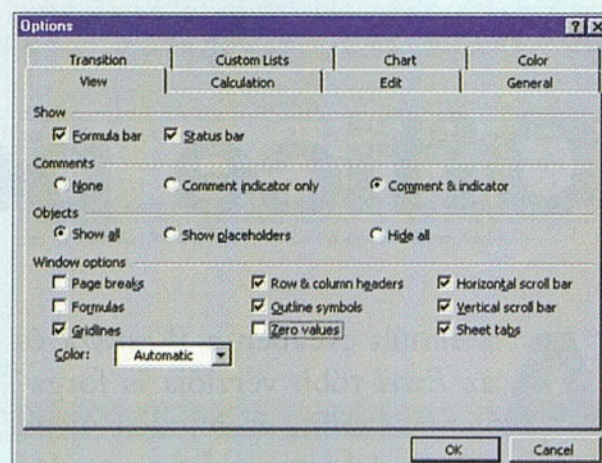 Options
Transition Custom Lists Chart Color
View Calculation Edit General
Show
Formula bar Status bar
Comments
None Comment indicator only Comment & indicator
Objects
Show all Show placeholders Hide all
Window options
Page breaks Row & column headers Horizontal scroll bar
Formulas Outline symbols Vertical scroll bar
Gridlines Zero values Sheet tabs
Color: Automatic
OK Cancel